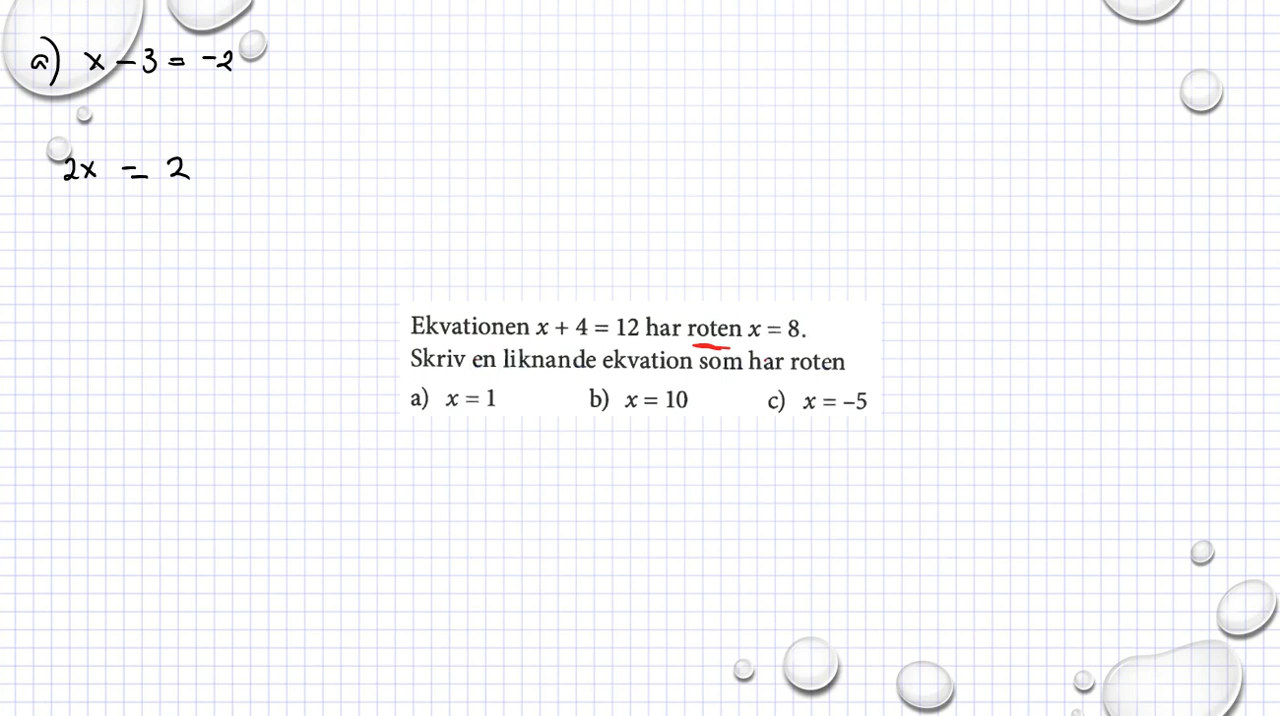 a) x - 3 = -2
2x = 2
Ekvationen x + 4 = 12 har roten x = 8.
Skriv en liknande ekvation som har roten
a) x = 1 b) x = 10 c) x = –5